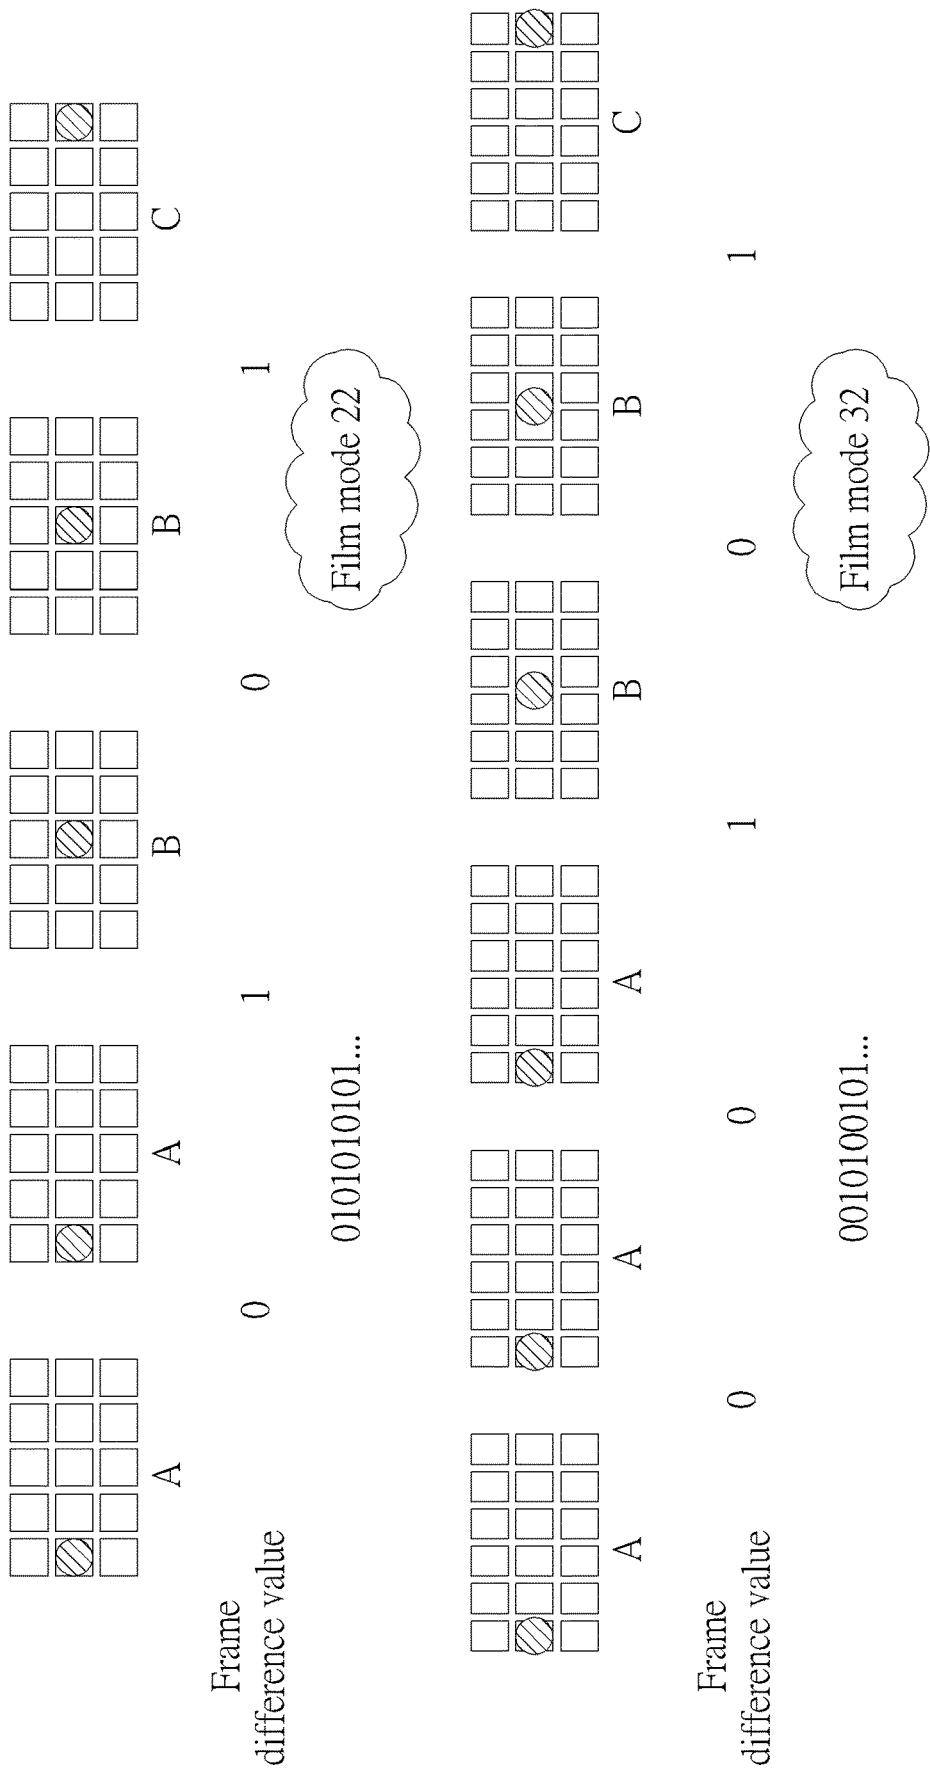 A A B B C
Frame
difference value 0 1 0 1
0101010101... Film mode 22
A A A B B C
Frame
difference value 0 0 1 0 1
0010100101... Film mode 32